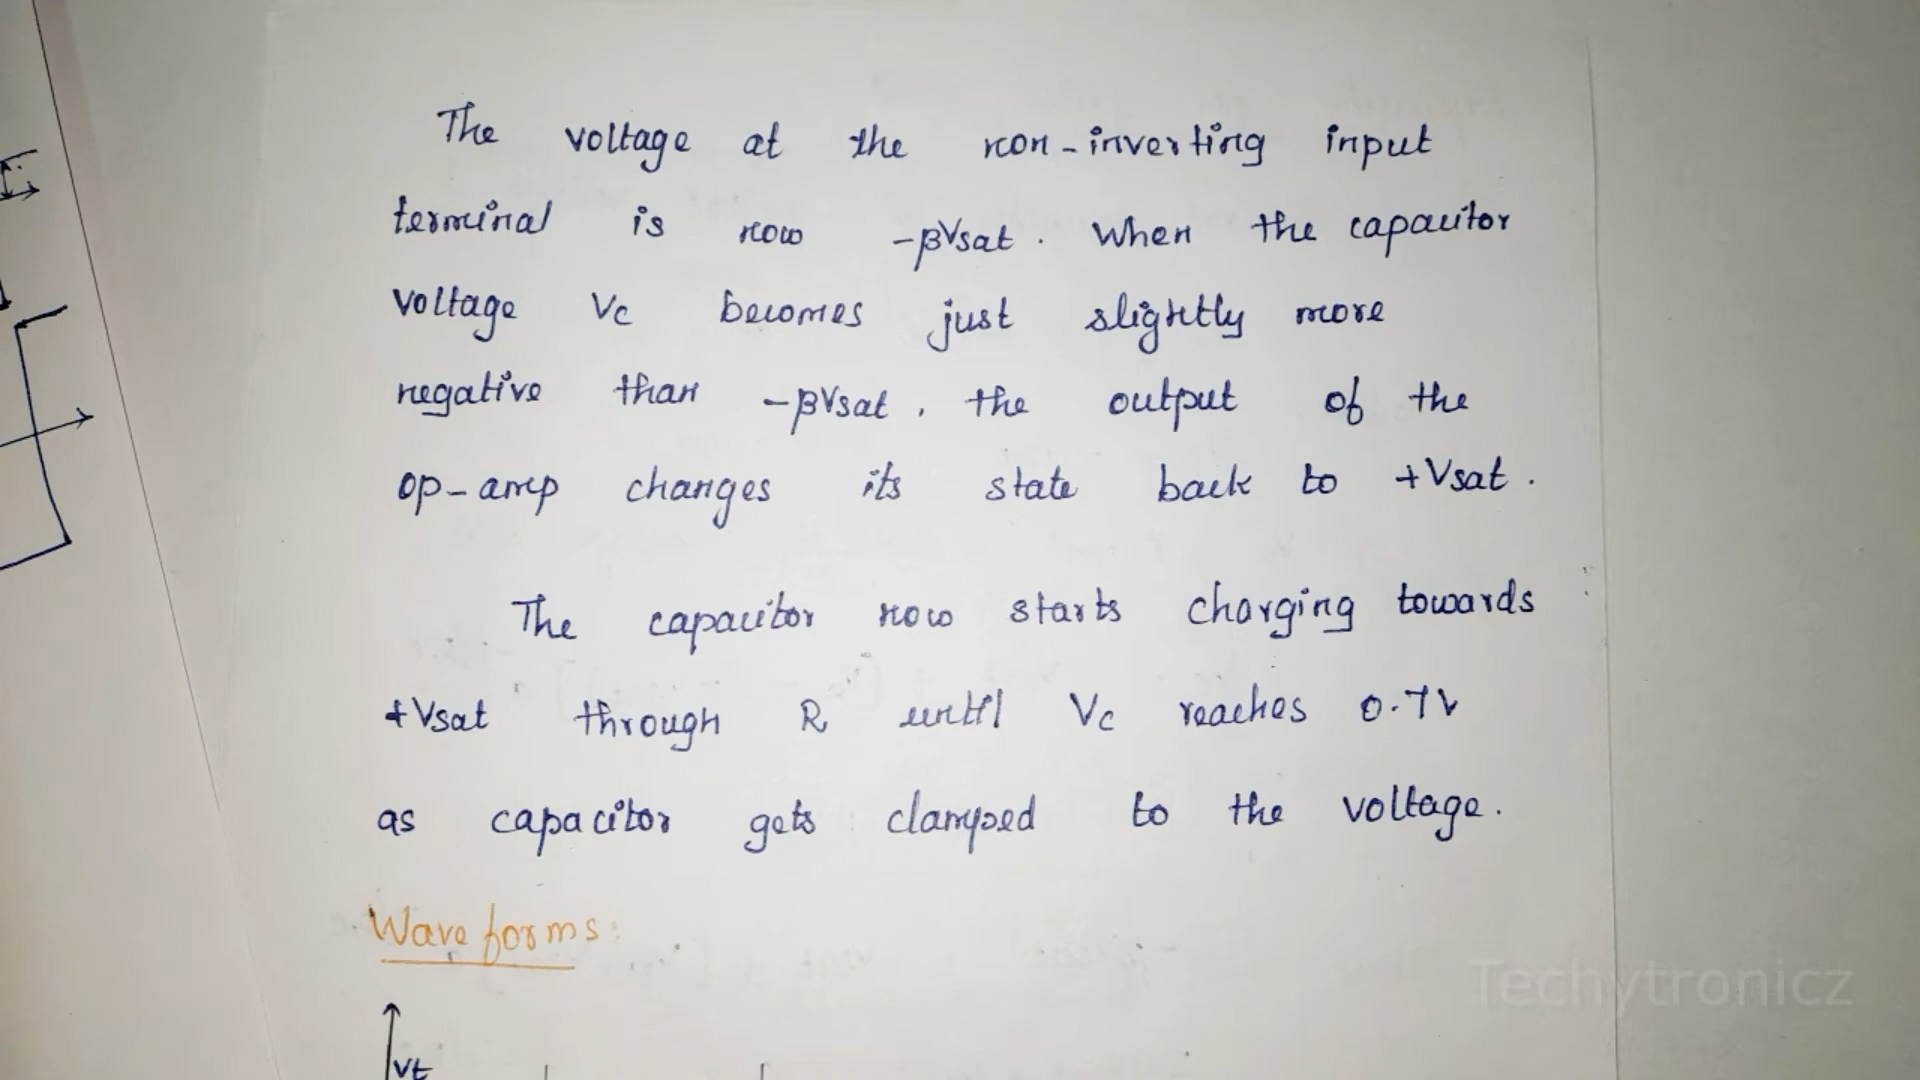 The voltage at the non-inverting input
terminal is now -βVsat. When the capacitor
voltage Vc becomes just slightly more
negative than -βVsat, the output of the
op-amp changes its state back to +Vsat.
The capacitor now starts charging towards
+Vsat through R until Vc reaches 0.7V
as capacitor gets clamped to the voltage.
Waveforms:
Techytronicz
Vt